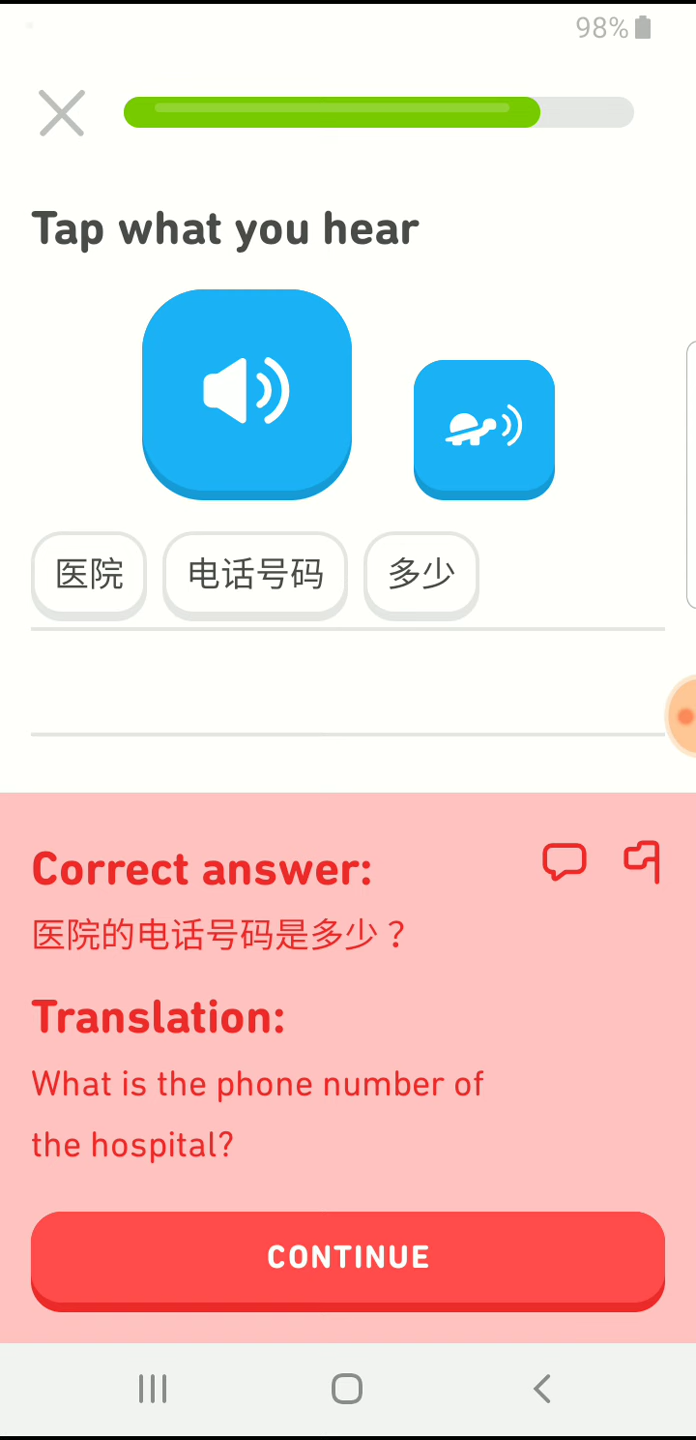 98%
Tap what you hear
医院 电话号码 多少
Correct answer:
医院的电话号码是多少？
Translation:
What is the phone number of
the hospital?
CONTINUE